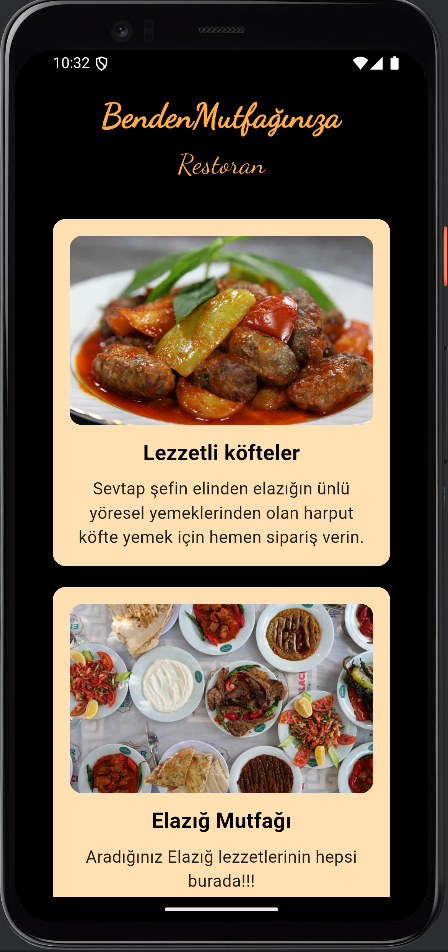 10:32
BendenMutfağınıza
Restoran
Lezzetli köfteler
Sevtap şefin elinden elazığın ünlü
yöresel yemeklerinden olan harput
köfte yemek için hemen sipariş verin.
Elazığ Mutfağı
Aradığınız Elazığ lezzetlerinin hepsi
burada!!!